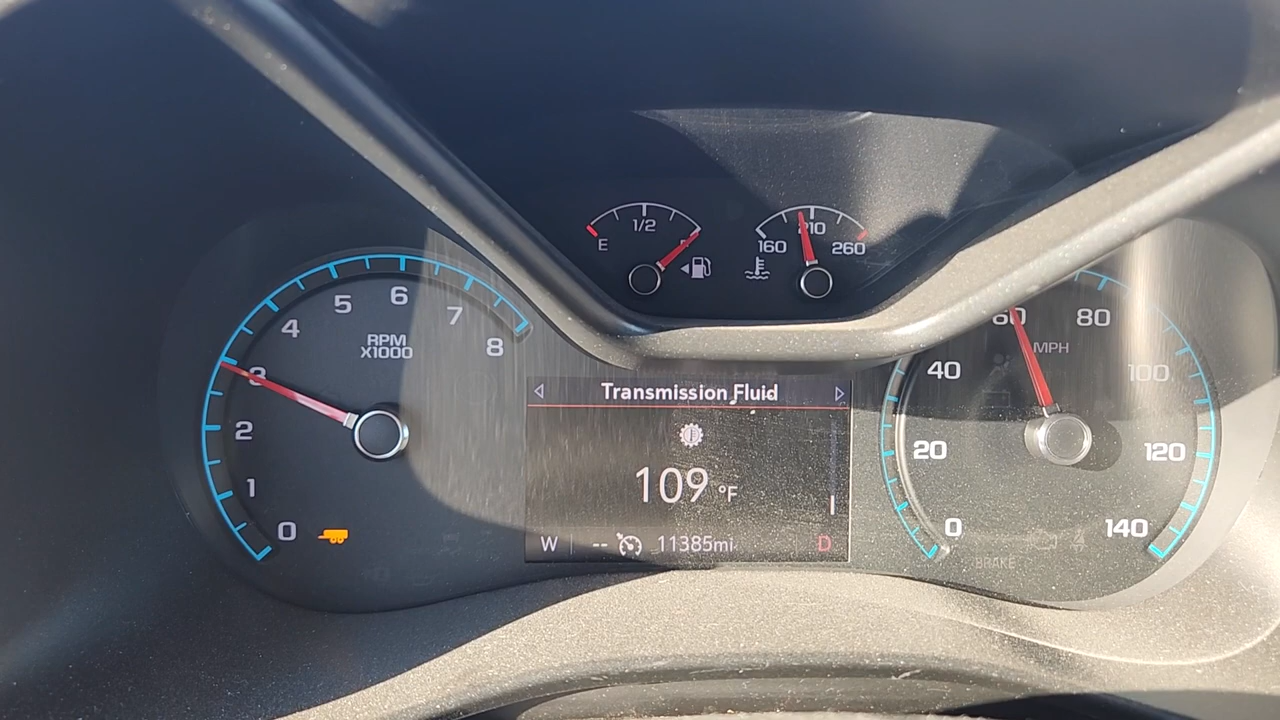 1/2
E
160 210 260
0 1 2 3 4 5 6 7 8
RPM
X1000
Transmission Fluid
109 °F
W -- 11385mi D
0 20 40 60 80 100 120 140
MPH
BRAKE